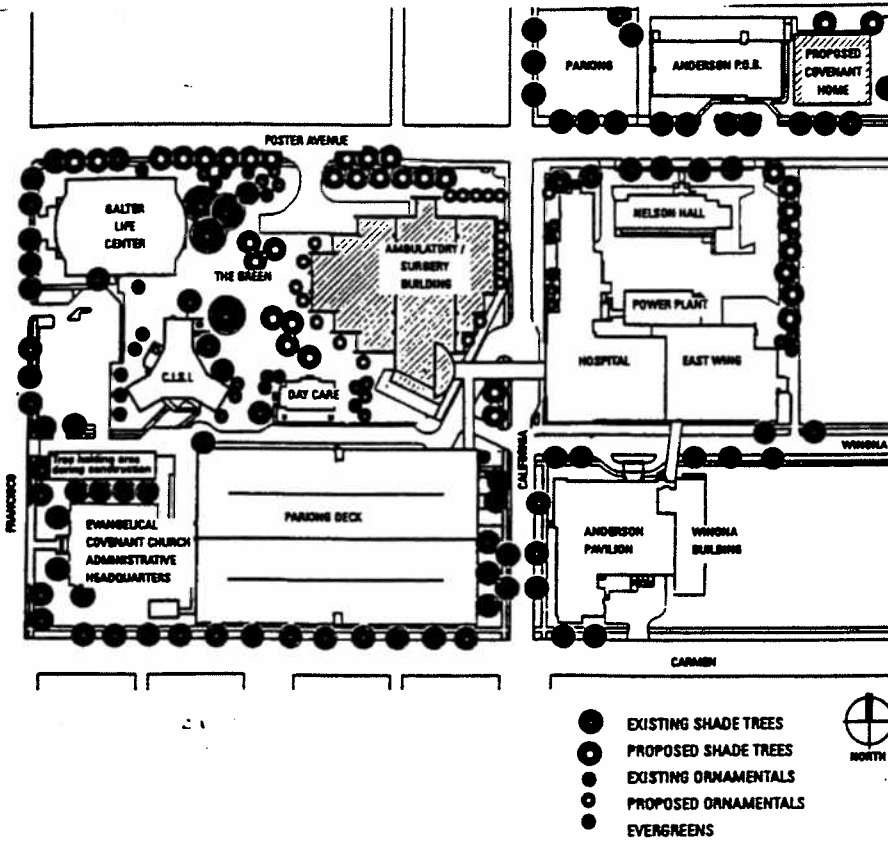 PARKING
ANDERSON P.O.B.
PROPOSED
COVENANT
HOME
FOSTER AVENUE
GALTER
LIFE
CENTER
NELSON HALL
AMBULATORY /
SURGERY
BUILDING
THE GREEN
POWER PLANT
HOSPITAL
EAST WING
C.I.S.I.
DAY CARE
CALIFORNIA
WINONA
Tree holding area
during construction
FRANCISCO
PARKING DECK
EVANGELICAL
COVENANT CHURCH
ADMINISTRATIVE
HEADQUARTERS
ANDERSON
PAVILION
WINONA
BUILDING
CARMEN
EXISTING SHADE TREES
PROPOSED SHADE TREES
EXISTING ORNAMENTALS
PROPOSED ORNAMENTALS
EVERGREENS
NORTH